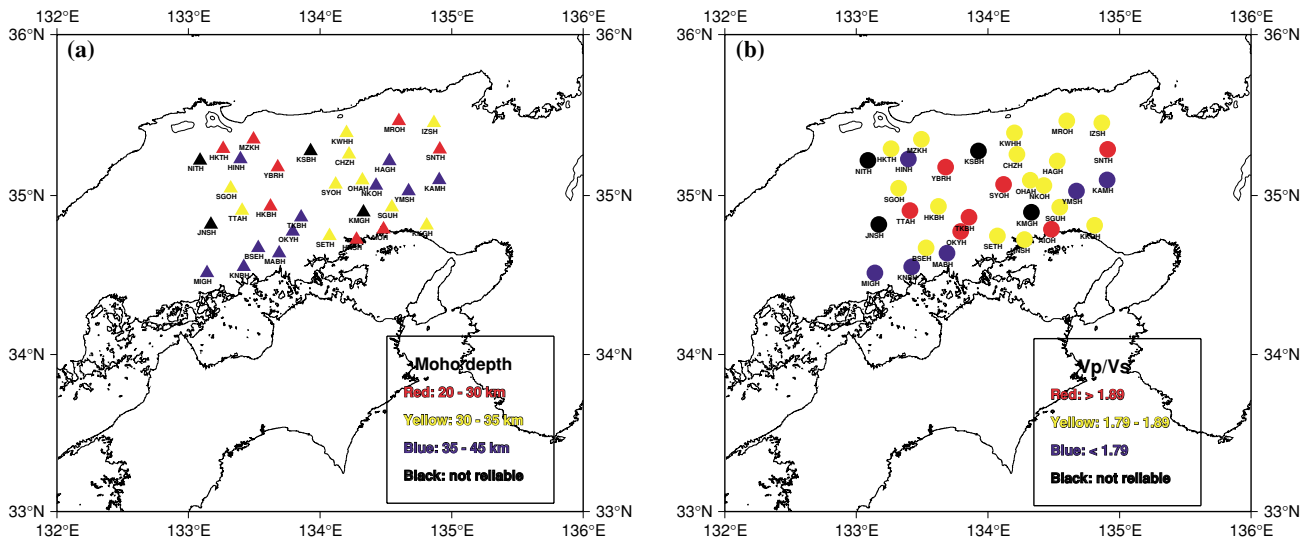 132°E 133°E 134°E 135°E 136°E
36°N 36°N
(a)
MROH
IZSH
KWHH
MZKH
HKTH
KSBH
CHZH
SNTH
NITH
HINH
HAGH
YBRH
OHAH
KAMH
SYOH
NKOH
YMSH
35°N 35°N
SGOH
HKBH
TTAH
SGUH
KMGH
TKBH
JNSH
OKYH
SETH
BSEH
MABH
KNBH
MIGH
34°N 34°N
Moho depth
Red: 20 - 30 km
Yellow: 30 - 35 km
Blue: 35 - 45 km
Black: not reliable
33°N 33°N
132°E 133°E 134°E 135°E 136°E
132°E 133°E 134°E 135°E 136°E
36°N 36°N
(b)
MROH
IZSH
KWHH
MZKH
HKTH
KSBH
CHZH
SNTH
NITH
HINH
HAGH
YBRH
OHAH
KAMH
SYOH
NKOH
YMSH
35°N 35°N
SGOH
HKBH
TTAH
SGUH
KMGH
TKBH
JNSH
AIOH
OKYH
SETH
BSEH
MABH
MIGH
34°N 34°N
Vp/Vs
Red: > 1.89
Yellow: 1.79 - 1.89
Blue: < 1.79
Black: not reliable
33°N 33°N
132°E 133°E 134°E 135°E 136°E